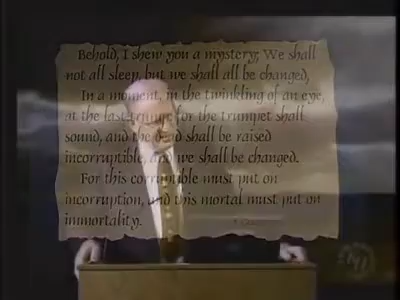 Behold, I shew you a mystery; We shall
not all sleep, but we shall all be changed,
In a moment, in the twinkling of an eye,
at the last trump: for the trumpet shall
sound, and the dead shall be raised
incorruptible, and we shall be changed.
For this corruptible must put on
incorruption, and this mortal must put on
immortality.